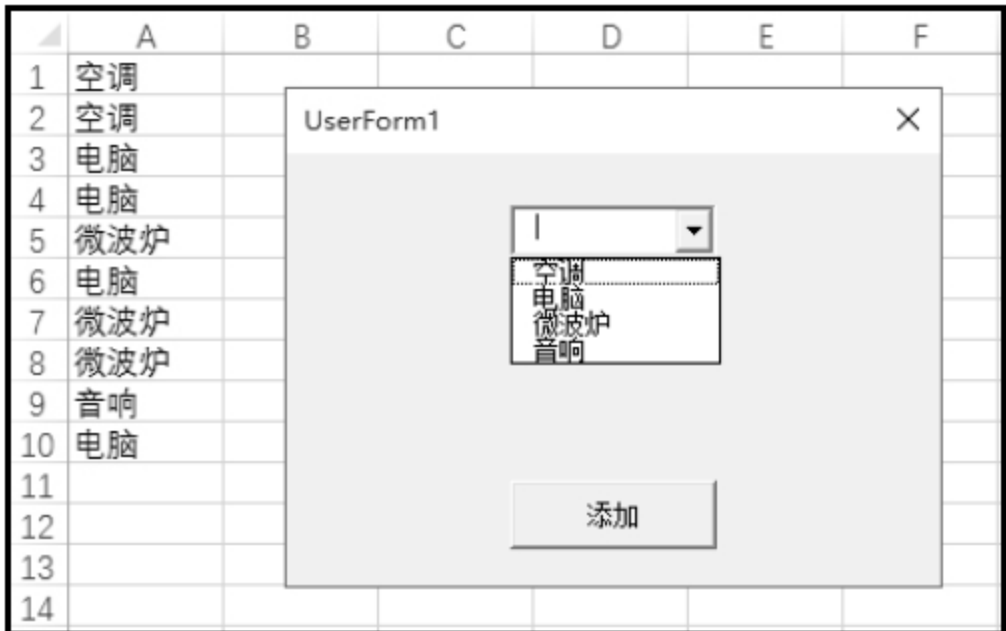 A B C D E F
1 空调
2 空调
3 电脑
4 电脑
5 微波炉
6 电脑
7 微波炉
8 微波炉
9 音响
10 电脑
11
12
13
14
UserForm1
空调
电脑
微波炉
音响
添加